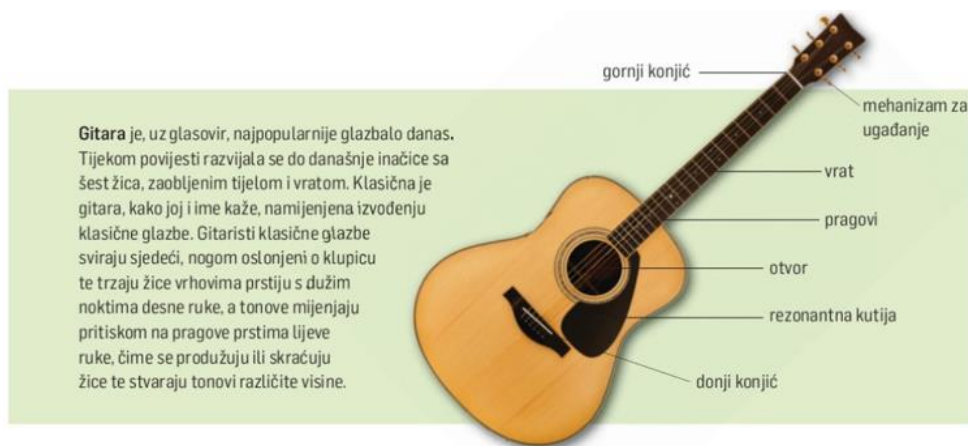 gornji konjić
mehanizam za
ugađanje
Gitara je, uz glasovir, najpopularnije glazbalo danas.
Tijekom povijesti razvijala se do današnje inačice sa
šest žica, zaobljenim tijelom i vratom. Klasična je
gitara, kako joj i ime kaže, namijenjena izvođenju
klasične glazbe. Gitaristi klasične glazbe
sviraju sjedeći, nogom oslonjeni o klupicu
te trzaju žice vrhovima prstiju s dužim
noktima desne ruke, a tonove mijenjaju
pritiskom na pragove prstima lijeve
ruke, čime se produžuju ili skraćuju
žice te stvaraju tonovi različite visine.
vrat
pragovi
otvor
rezonantna kutija
donji konjić